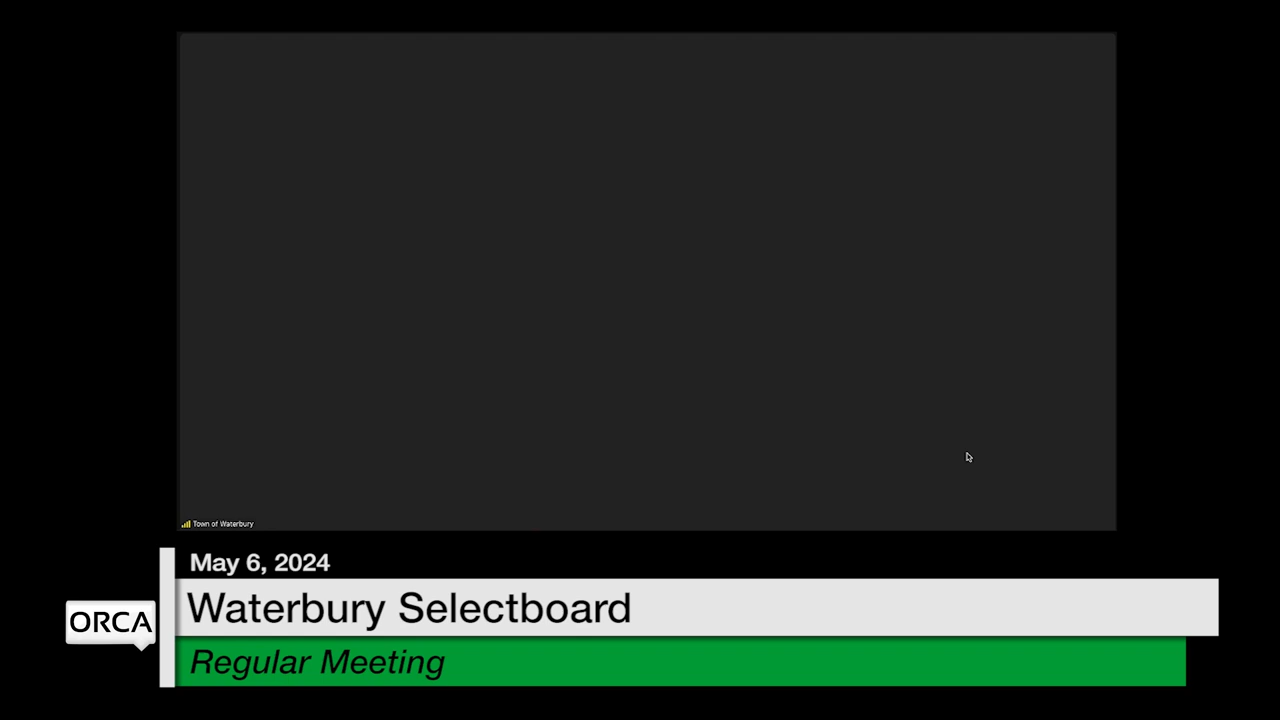 Town of Waterbury
May 6, 2024
Waterbury Selectboard
ORCA
Regular Meeting